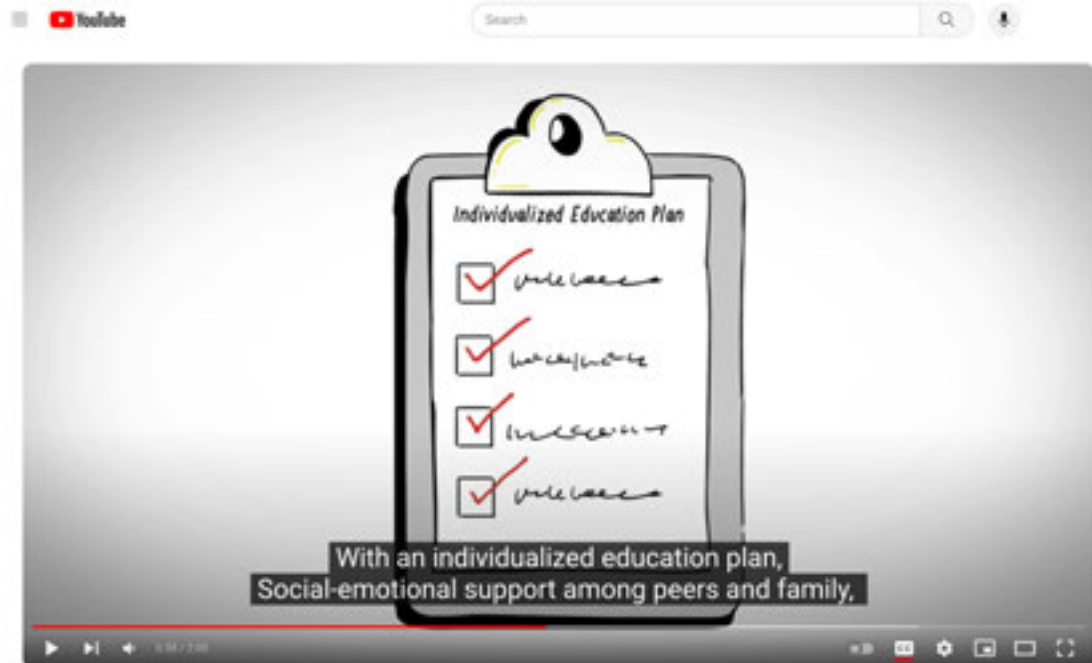 YouTube
Search
Individualized Education Plan
With an individualized education plan,
Social-emotional support among peers and family,